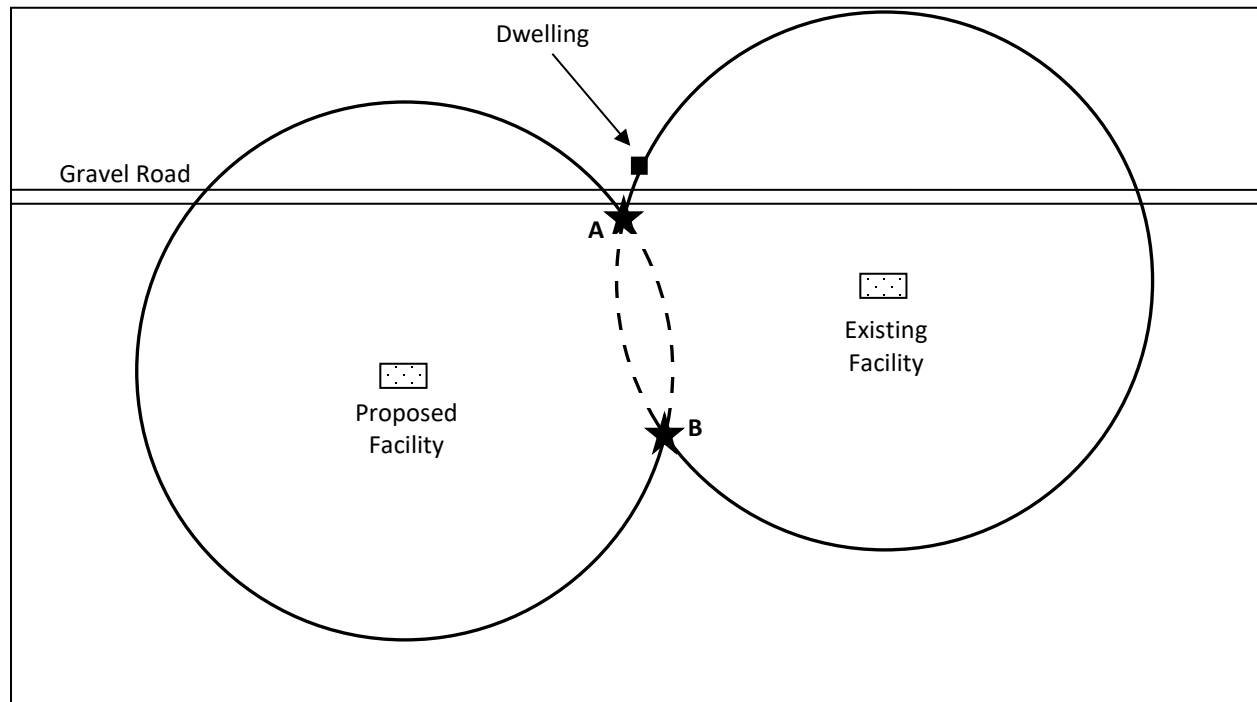 Dwelling
Gravel Road
A
Existing
Facility
Proposed
Facility
B